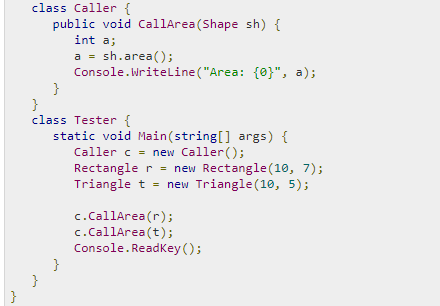 class Caller {
public void CallArea(Shape sh) {
int a;
a = sh.area();
Console.WriteLine("Area: {0}", a);
}
}
class Tester {
static void Main(string[] args) {
Caller c = new Caller();
Rectangle r = new Rectangle(10, 7);
Triangle t = new Triangle(10, 5);
c.CallArea(r);
c.CallArea(t);
Console.ReadKey();
}
}
}